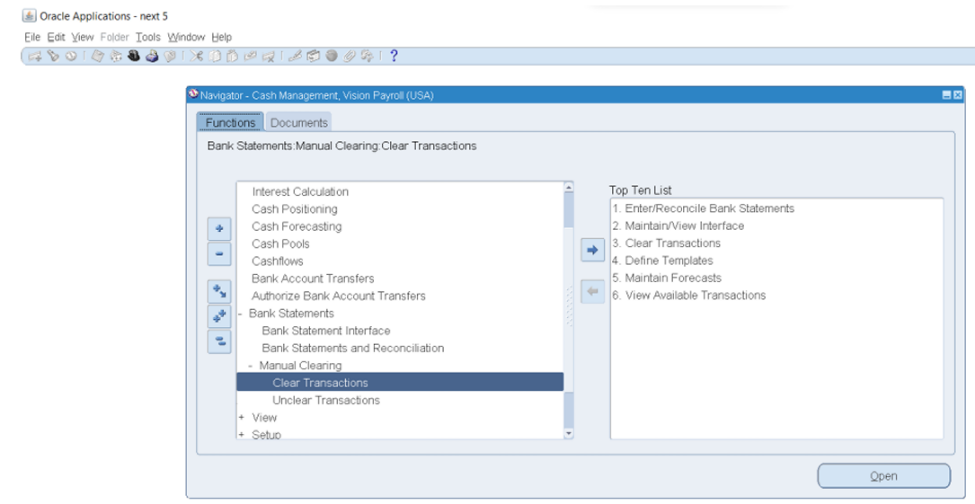 Oracle Applications - next 5
File Edit View Folder Tools Window Help
?
Navigator - Cash Management, Vision Payroll (USA)
Functions Documents
Bank Statements:Manual Clearing:Clear Transactions
Interest Calculation
Cash Positioning
Cash Forecasting
Cash Pools
Cashflows
Bank Account Transfers
Authorize Bank Account Transfers
- Bank Statements
Bank Statement Interface
Bank Statements and Reconciliation
- Manual Clearing
Clear Transactions
Unclear Transactions
+ View
+ Setup
Top Ten List
1. Enter/Reconcile Bank Statements
2. Maintain/View Interface
3. Clear Transactions
4. Define Templates
5. Maintain Forecasts
6. View Available Transactions
Open